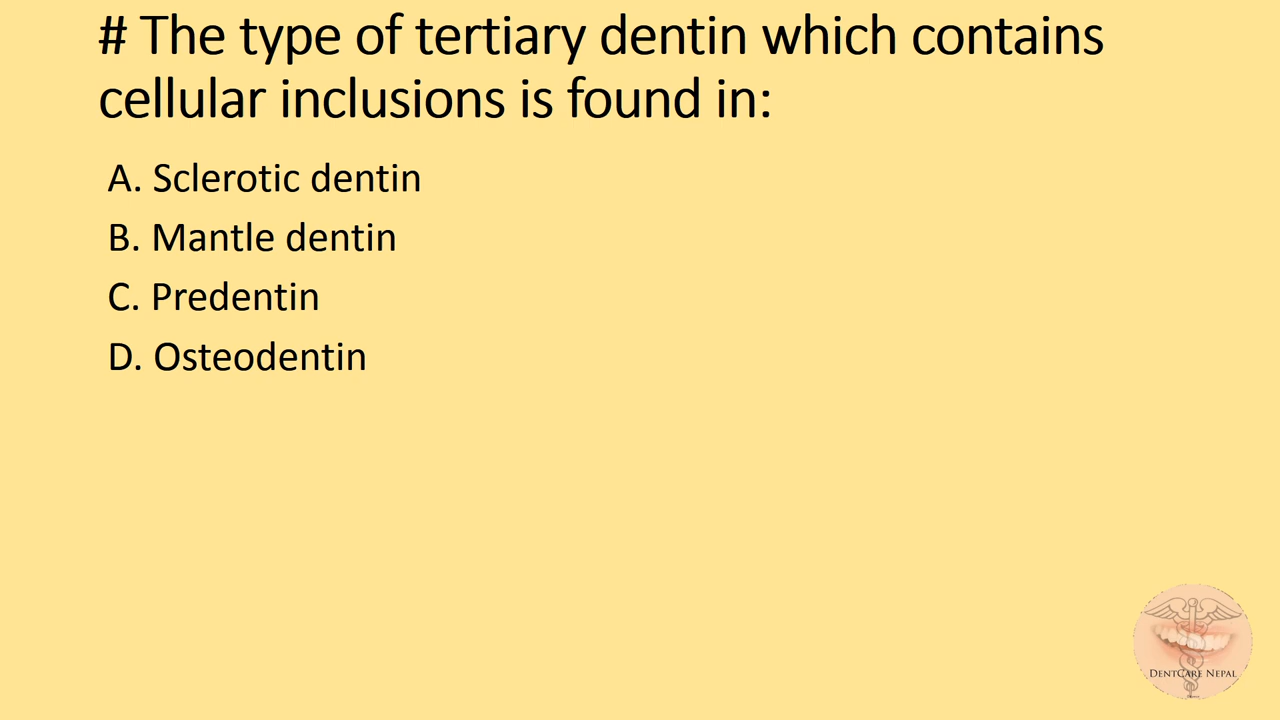 # The type of tertiary dentin which contains
cellular inclusions is found in:
A. Sclerotic dentin
B. Mantle dentin
C. Predentin
D. Osteodentin
DentCare Nepal